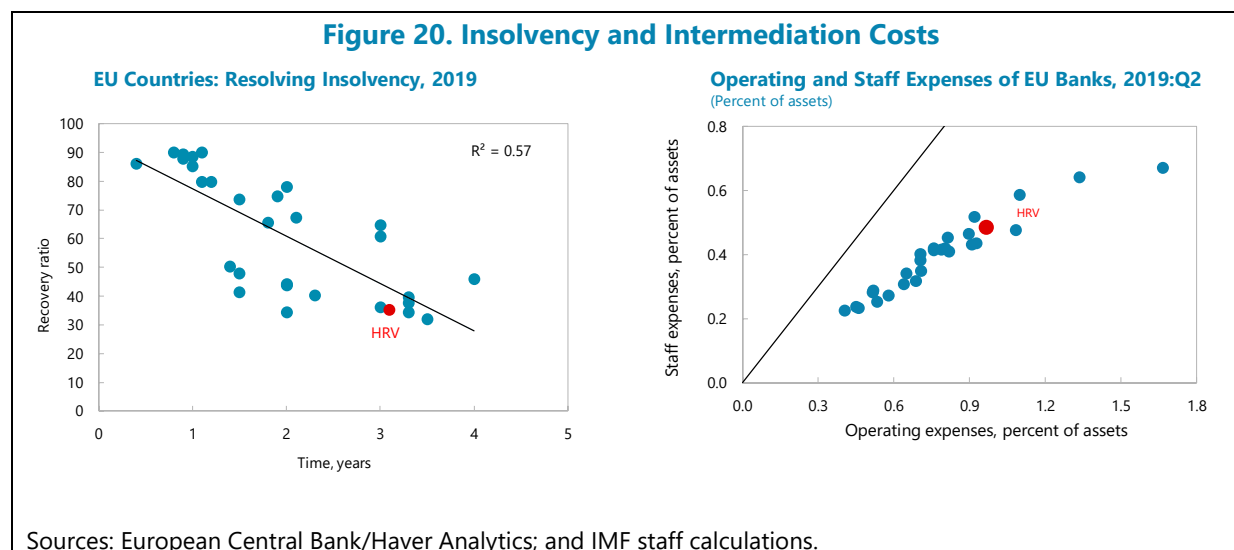 Figure 20. Insolvency and Intermediation Costs
EU Countries: Resolving Insolvency, 2019
100
90
80
70
60
50
40
30
20
10
0
Recovery ratio
R² = 0.57
HRV
0 1 2 3 4 5
Time, years
Operating and Staff Expenses of EU Banks, 2019:Q2
(Percent of assets)
0.8
0.6
0.4
0.2
0.0
Staff expenses, percent of assets
HRV
0.0 0.3 0.6 0.9 1.2 1.5 1.8
Operating expenses, percent of assets
Sources: European Central Bank/Haver Analytics; and IMF staff calculations.